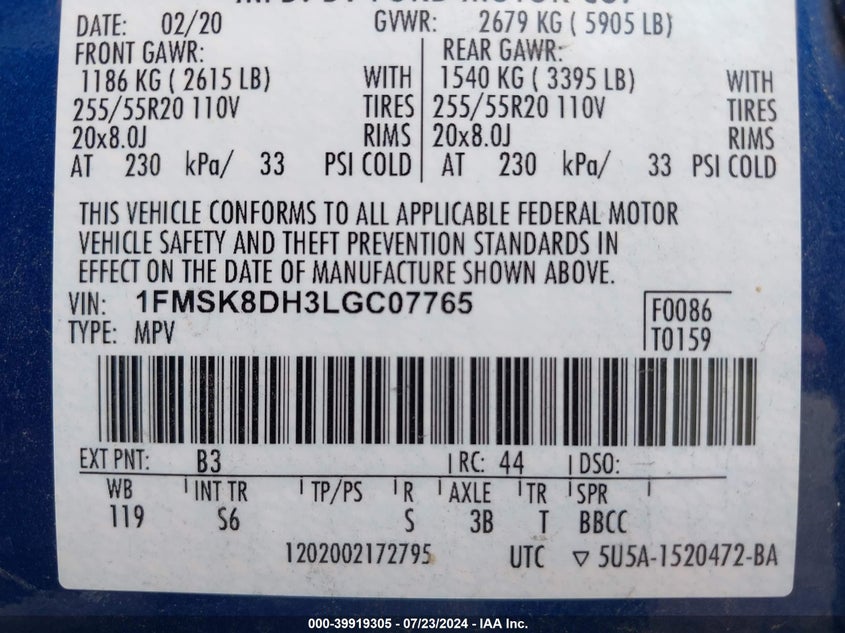 MFD. BY FORD MOTOR CO.
DATE: 02/20 GVWR: 2679 KG ( 5905 LB)
FRONT GAWR: REAR GAWR:
1186 KG ( 2615 LB) WITH 1540 KG ( 3395 LB) WITH
255/55R20 110V TIRES 255/55R20 110V TIRES
20x8.0J RIMS 20x8.0J RIMS
AT 230 kPa/ 33 PSI COLD AT 230 kPa/ 33 PSI COLD
THIS VEHICLE CONFORMS TO ALL APPLICABLE FEDERAL MOTOR
VEHICLE SAFETY AND THEFT PREVENTION STANDARDS IN
EFFECT ON THE DATE OF MANUFACTURE SHOWN ABOVE.
VIN: 1FMSK8DH3LGC07765 F0086
TYPE: MPV T0159
EXT PNT: B3 RC: 44 DSO:
WB INT TR TP/PS R AXLE TR SPR
119 S6 S 3B T BBCC
1202002172795 UTC ▽ 5U5A-1520472-BA
000-39919305 - 07/23/2024 - IAA Inc.